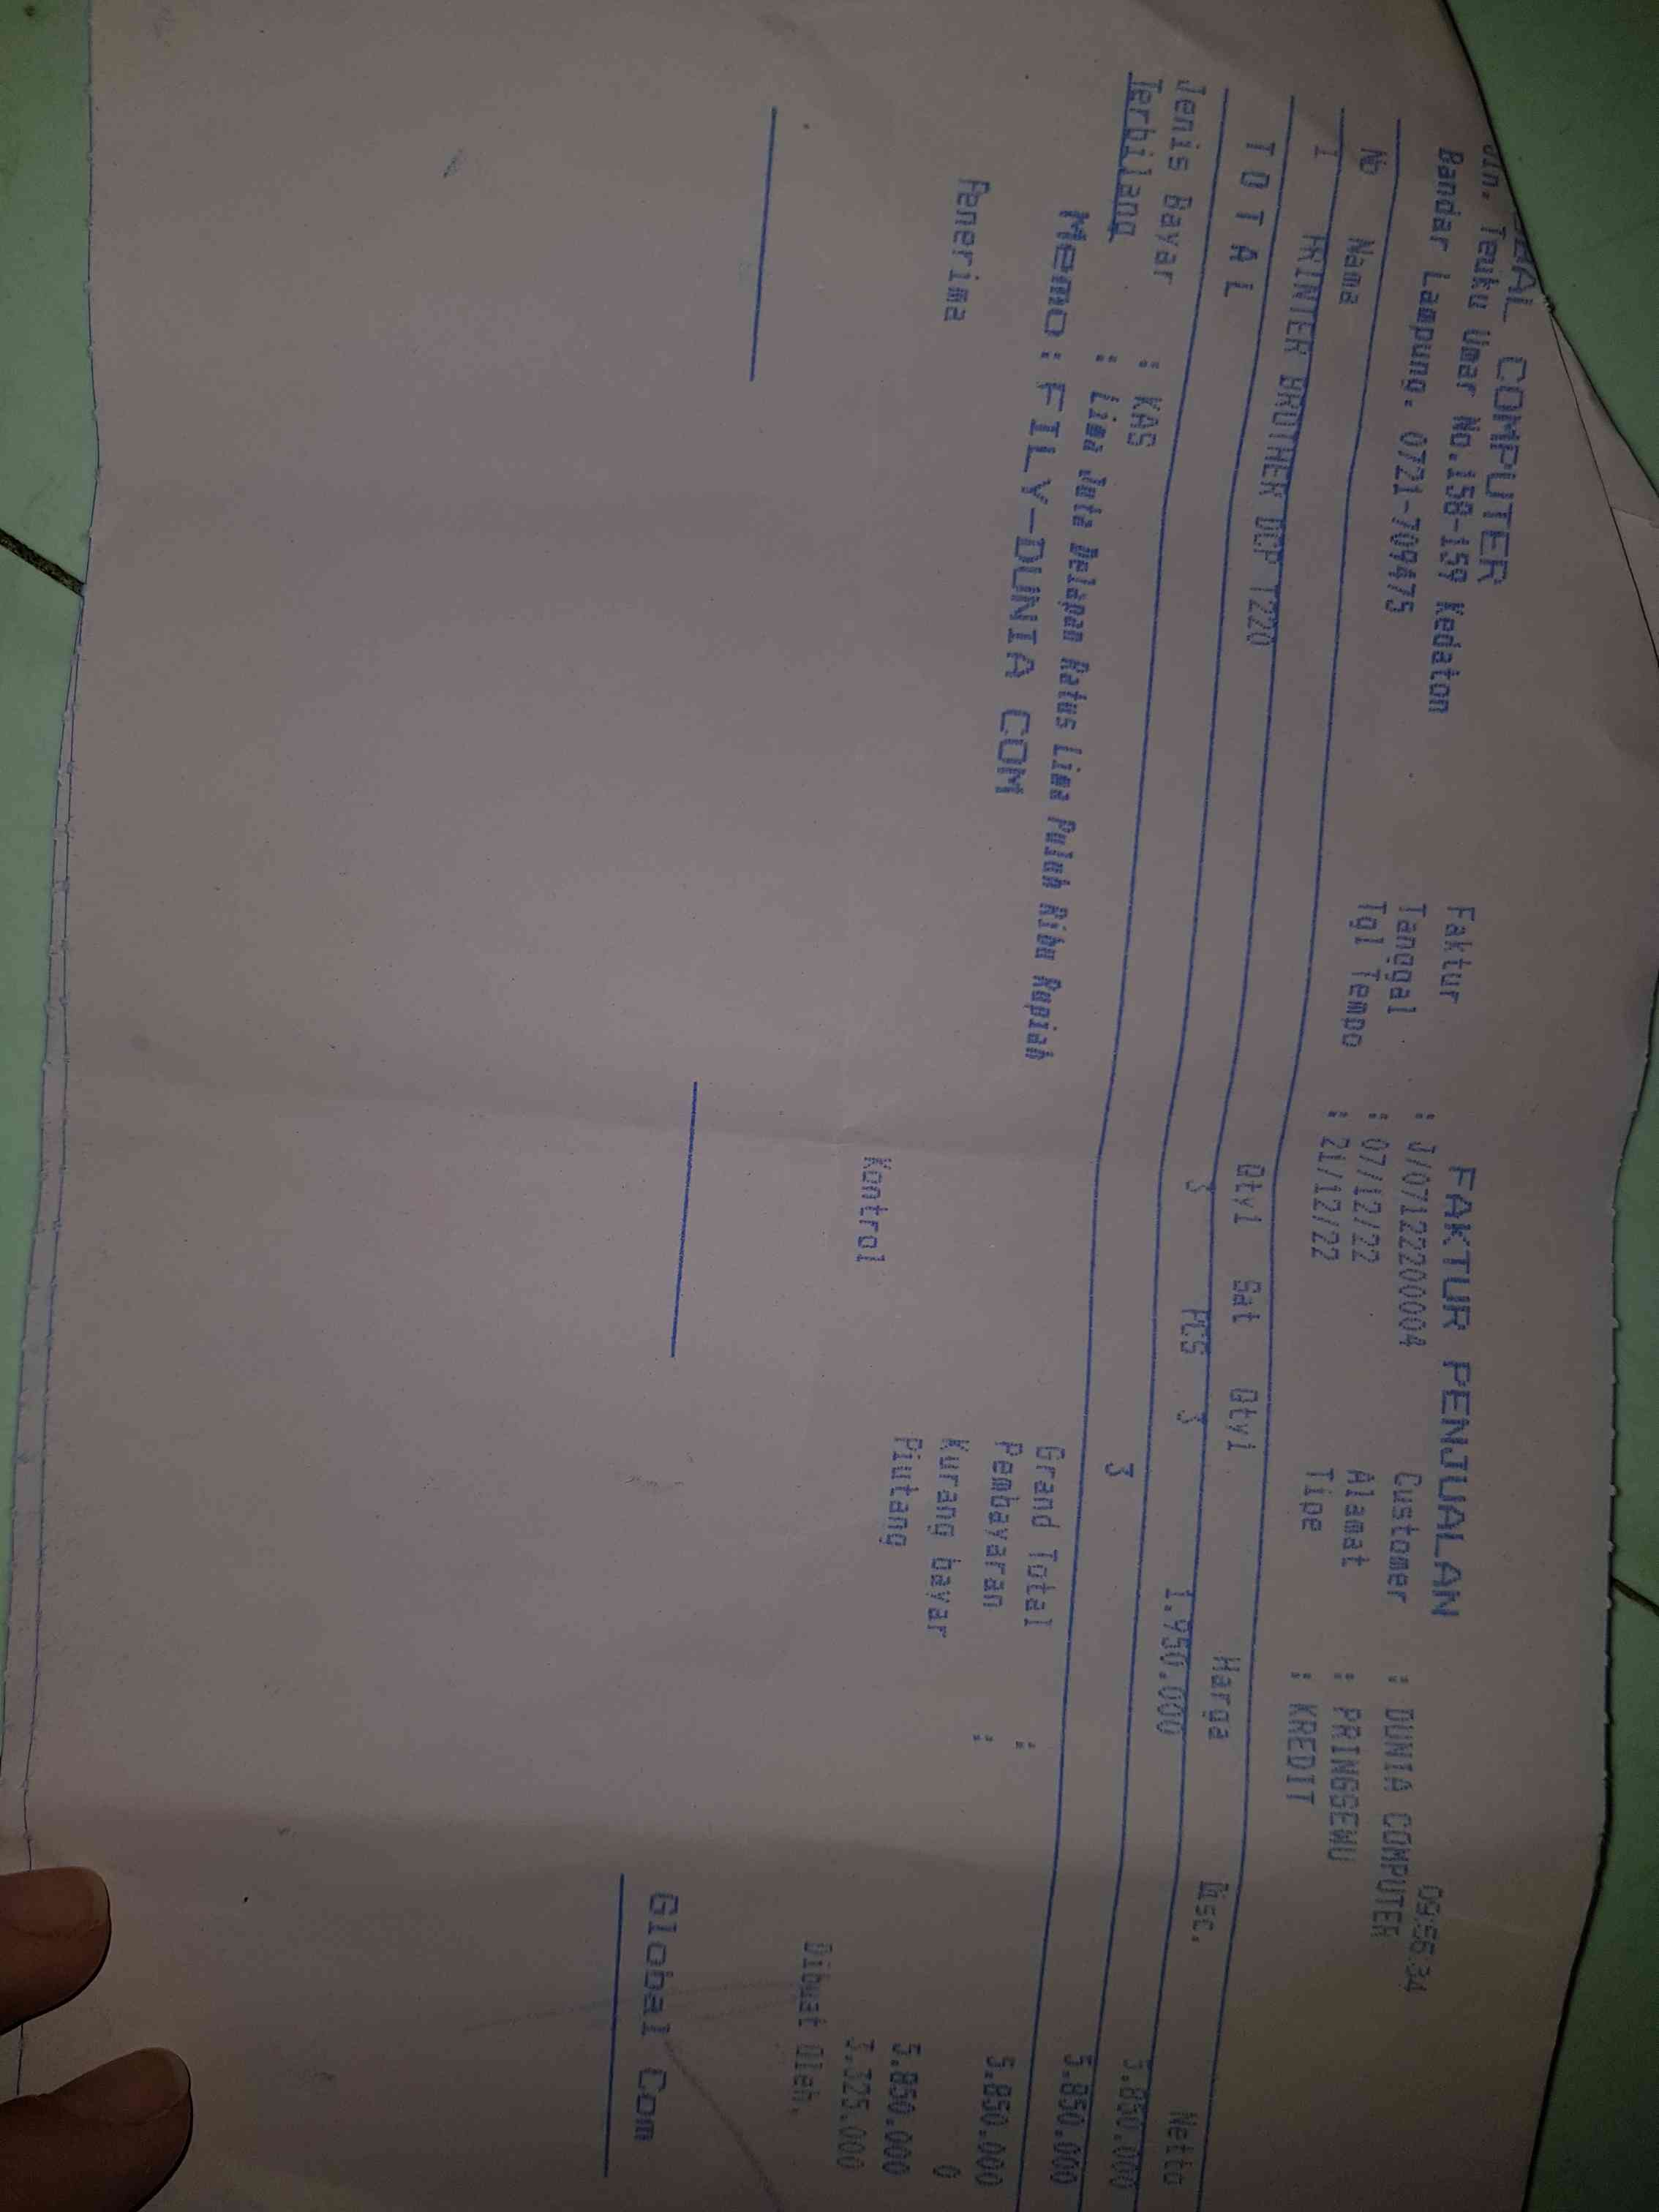 COMPUTER
Jln. Teuku Umar No.158-159 Kedaton
Bandar Lampung. 0721-709475
FAKTUR PENJUALAN
09:56:34
Faktur : J/07122200004 Customer : DUNIA COMPUTER
Tanggal : 07/12/22 Alamat : PRINGSEWU
Tgl Tempo : 21/12/22 Tipe : KREDIT
No Nama Qty1 Sat Qty1 Harga Disc. Netto
1 PRINTER BROTHER DCP T220 3 PCS 3 1.950.000 5.850.000
T O T A L 3 5.850.000
Jenis Bayar : KAS Grand Total : 5.850.000
Terbilang : Lima Juta Delapan Ratus Lima Puluh Ribu Rupiah Pembayaran : 0
Memo : FILY-DUNIA COM Kurang bayar 5.850.000
Piutang 3.325.000
Penerima Kontrol Dibuat Oleh,
Global Com